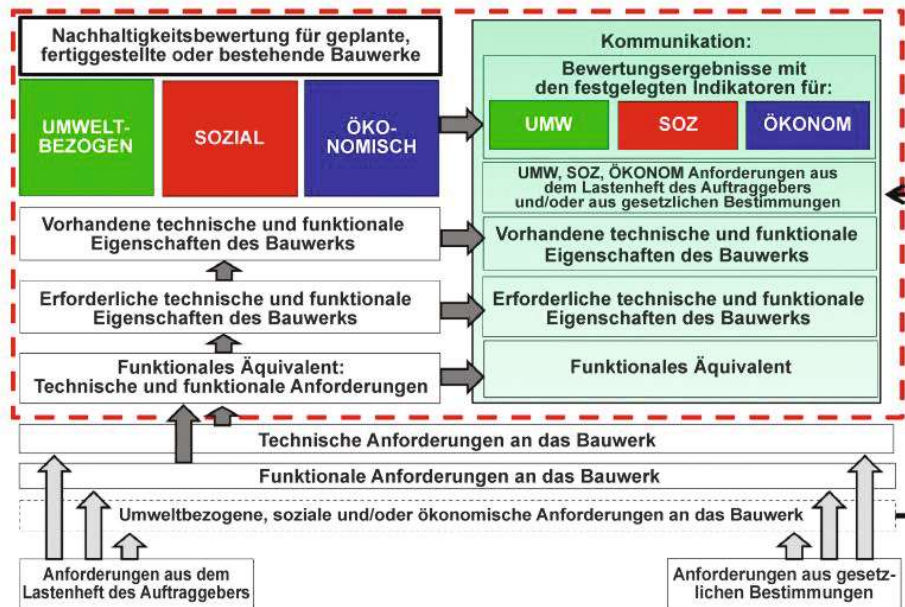 Nachhaltigkeitsbewertung für geplante,
fertiggestellte oder bestehende Bauwerke
UMWELT-
BEZOGEN
SOZIAL
ÖKO-
NOMISCH
Kommunikation:
Bewertungsergebnisse mit
den festgelegten Indikatoren für:
UMW
SOZ
ÖKONOM
UMW, SOZ, ÖKONOM Anforderungen aus
dem Lastenheft des Auftraggebers
und/oder aus gesetzlichen Bestimmungen
Vorhandene technische und funktionale
Eigenschaften des Bauwerks
Vorhandene technische und funktionale
Eigenschaften des Bauwerks
Erforderliche technische und funktionale
Eigenschaften des Bauwerks
Erforderliche technische und funktionale
Eigenschaften des Bauwerks
Funktionales Äquivalent:
Technische und funktionale Anforderungen
Funktionales Äquivalent
Technische Anforderungen an das Bauwerk
Funktionale Anforderungen an das Bauwerk
Umweltbezogene, soziale und/oder ökonomische Anforderungen an das Bauwerk
Anforderungen aus dem
Lastenheft des Auftraggebers
Anforderungen aus gesetz-
lichen Bestimmungen